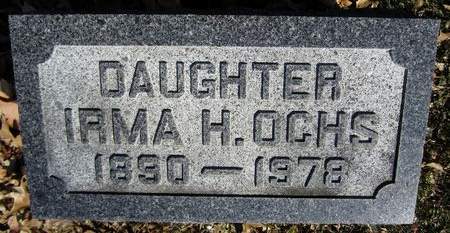 DAUGHTER
IRMA H. OCHS
1890 — 1978